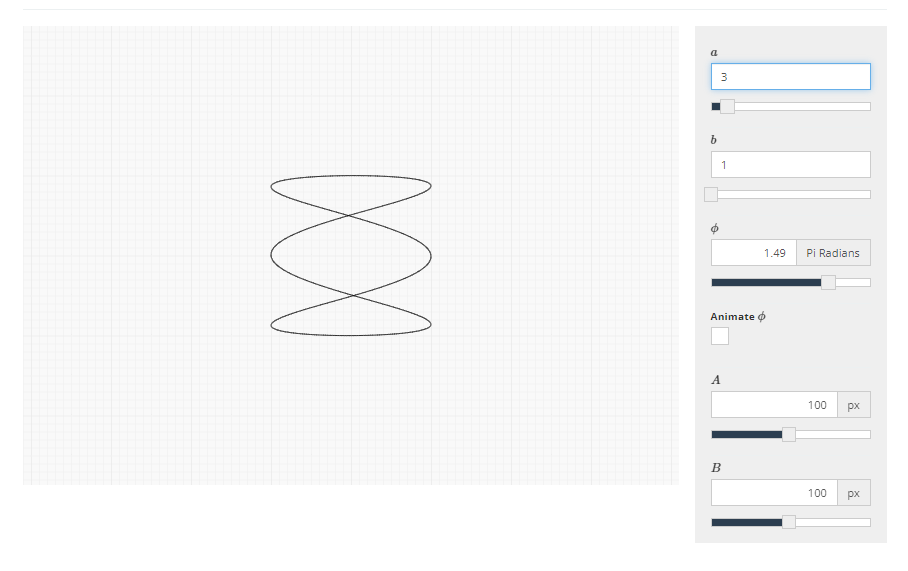 a
3
b
1
ϕ
1.49 Pi Radians
Animate ϕ
A
100 px
B
100 px